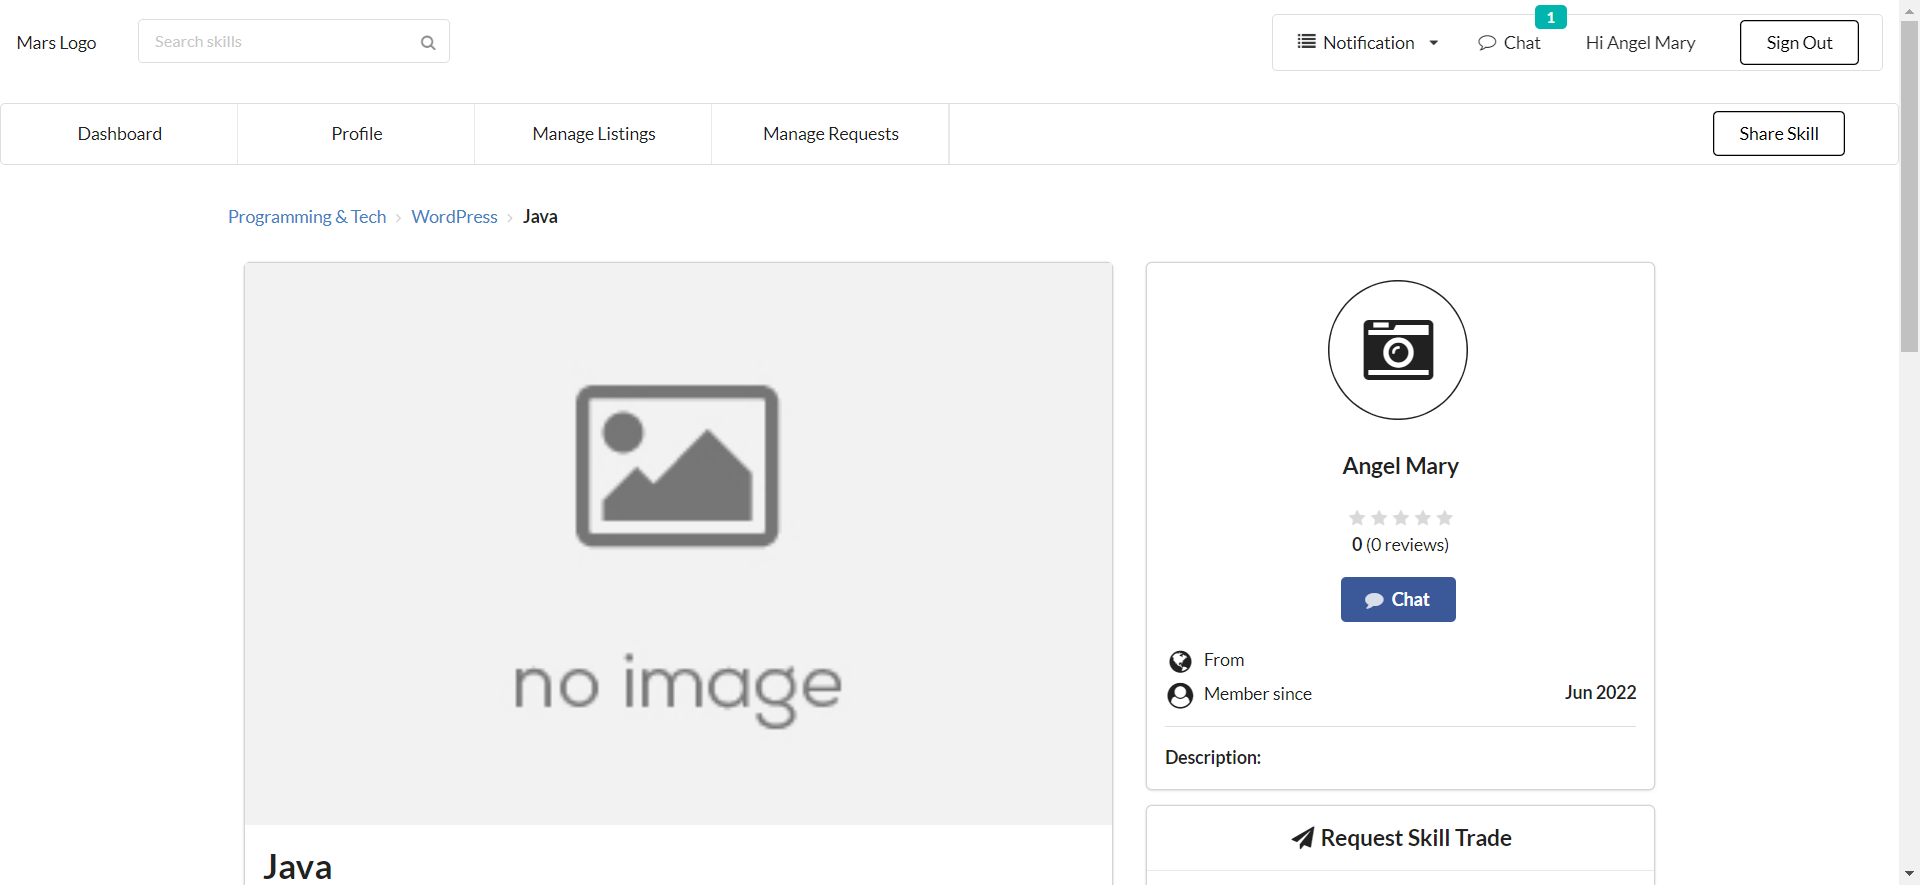 Mars Logo
Search skills
Notification
Chat
1
Hi Angel Mary
Sign Out
Dashboard
Profile
Manage Listings
Manage Requests
Share Skill
Programming & Tech › WordPress › Java
no image
Java
Angel Mary
0 (0 reviews)
Chat
From
Member since Jun 2022
Description:
Request Skill Trade